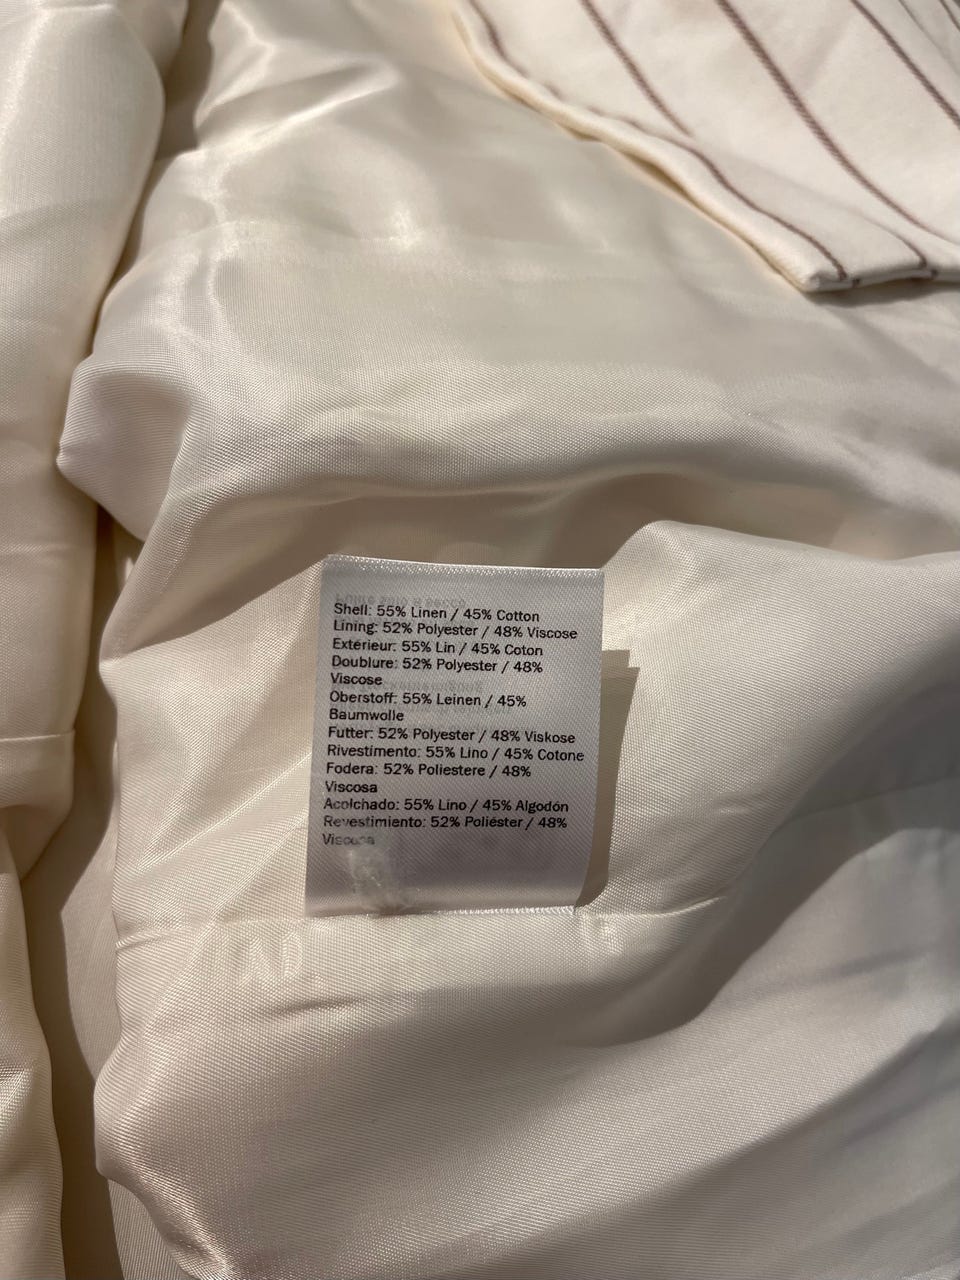 Shell: 55% Linen / 45% Cotton
Lining: 52% Polyester / 48% Viscose
Extérieur: 55% Lin / 45% Coton
Doublure: 52% Polyester / 48%
Viscose
Oberstoff: 55% Leinen / 45%
Baumwolle
Futter: 52% Polyester / 48% Viskose
Rivestimento: 55% Lino / 45% Cotone
Fodera: 52% Poliestere / 48%
Viscosa
Acolchado: 55% Lino / 45% Algodón
Revestimiento: 52% Poliéster / 48%
Viscosa